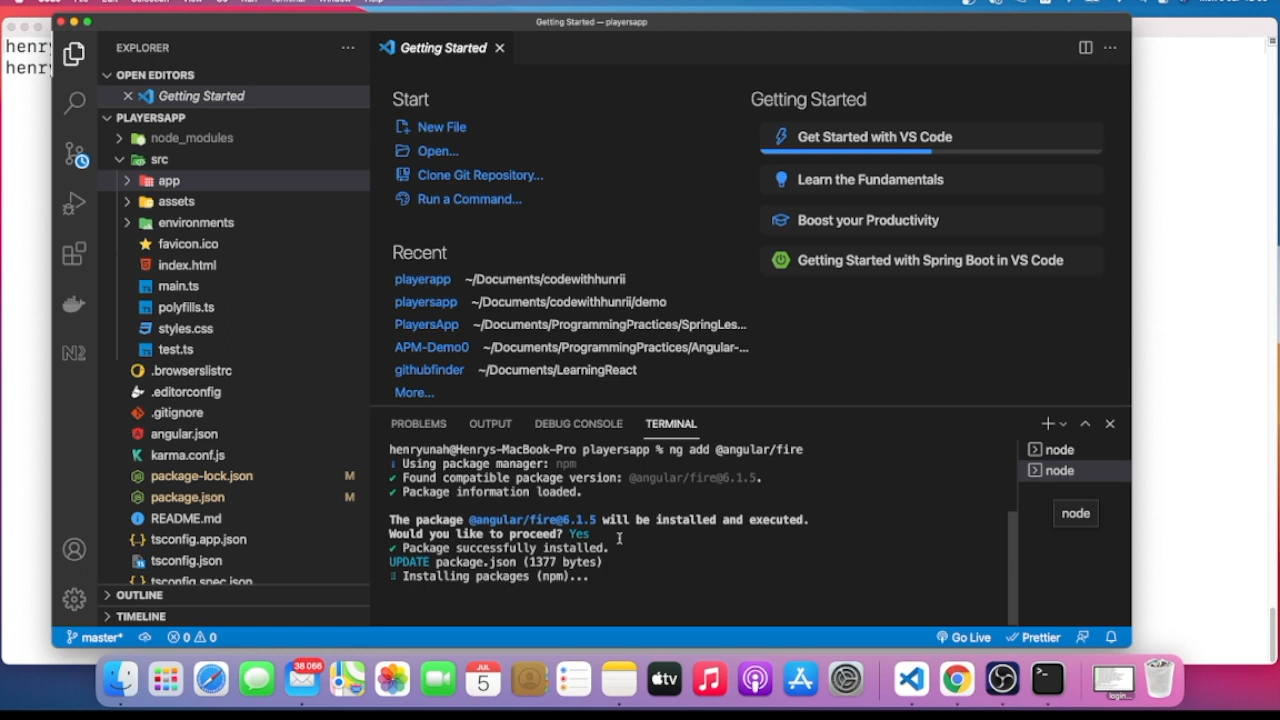 Getting Started — playersapp
henry
henry
EXPLORER
OPEN EDITORS
Getting Started
PLAYERSAPP
node_modules
src
app
assets
environments
favicon.ico
index.html
main.ts
polyfills.ts
styles.css
test.ts
.browserslistrc
.editorconfig
.gitignore
angular.json
karma.conf.js
package-lock.json M
package.json M
README.md
tsconfig.app.json
tsconfig.json
tsconfig.spec.json
OUTLINE
TIMELINE
Getting Started
Start
New File
Open...
Clone Git Repository...
Run a Command...
Recent
playerapp ~/Documents/codewithhunrii
playersapp ~/Documents/codewithhunrii/demo
PlayersApp ~/Documents/ProgrammingPractices/SpringLes...
APM-Demo0 ~/Documents/ProgrammingPractices/Angular-...
githubfinder ~/Documents/LearningReact
More...
Getting Started
Get Started with VS Code
Learn the Fundamentals
Boost your Productivity
Getting Started with Spring Boot in VS Code
PROBLEMS OUTPUT DEBUG CONSOLE TERMINAL
henryunah@Henrys-MacBook-Pro playersapp % ng add @angular/fire
Using package manager: npm
✔ Found compatible package version: @angular/fire@6.1.5.
✔ Package information loaded.
The package @angular/fire@6.1.5 will be installed and executed.
Would you like to proceed? Yes
✔ Package successfully installed.
UPDATE package.json (1377 bytes)
Installing packages (npm)...
node
node
node
master* 0 0 Go Live Prettier
38 066
JUL
5
tv
login...